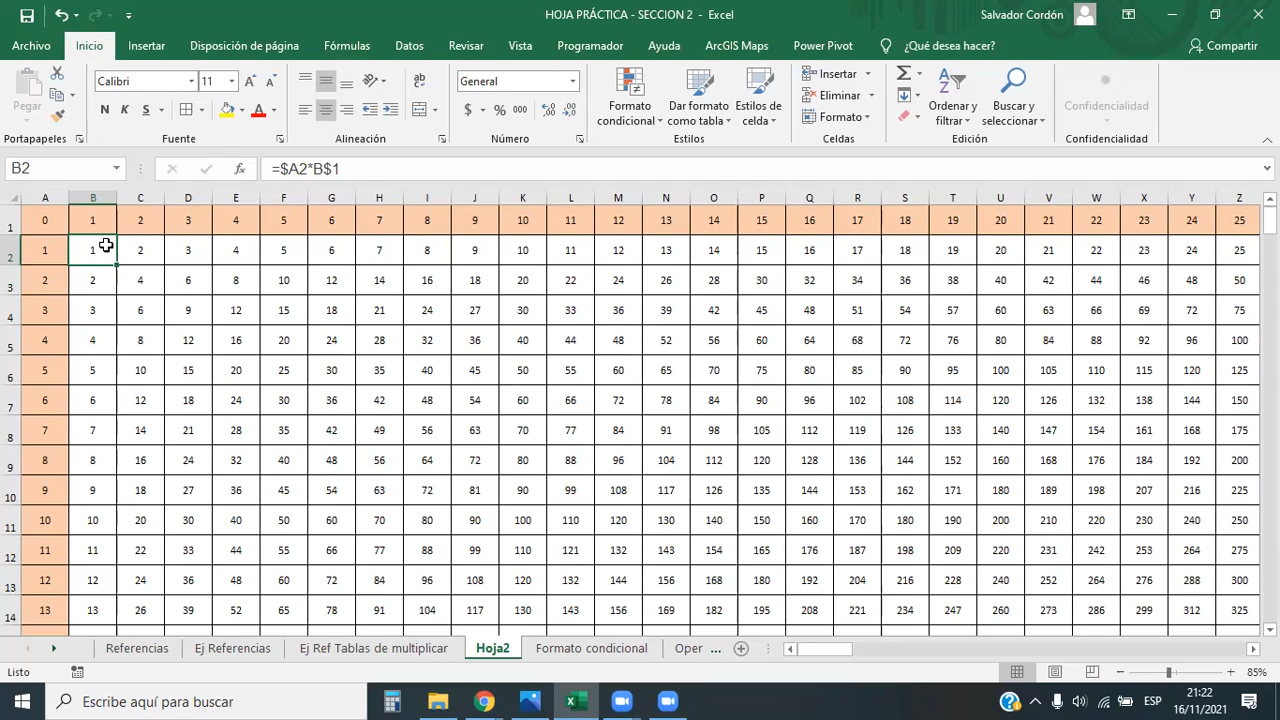 HOJA PRÁCTICA - SECCION 2 - Excel
Salvador Cordón
Archivo Inicio Insertar Disposición de página Fórmulas Datos Revisar Vista Programador Ayuda ArcGIS Maps Power Pivot ¿Qué desea hacer? Compartir
Pegar
Calibri 11
N K S
General
$ % 000
Formato condicional
Dar formato como tabla
Estilos de celda
Insertar
Eliminar
Formato
Ordenar y filtrar
Buscar y seleccionar
Confidencialidad
Portapapeles Fuente Alineación Número Estilos Celdas Edición Confidencialidad
B2 fx =$A2*B$1
A B C D E F G H I J K L M N O P Q R S T U V W X Y Z
1 0 1 2 3 4 5 6 7 8 9 10 11 12 13 14 15 16 17 18 19 20 21 22 23 24 25
2 1 1 2 3 4 5 6 7 8 9 10 11 12 13 14 15 16 17 18 19 20 21 22 23 24 25
3 2 2 4 6 8 10 12 14 16 18 20 22 24 26 28 30 32 34 36 38 40 42 44 46 48 50
4 3 3 6 9 12 15 18 21 24 27 30 33 36 39 42 45 48 51 54 57 60 63 66 69 72 75
5 4 4 8 12 16 20 24 28 32 36 40 44 48 52 56 60 64 68 72 76 80 84 88 92 96 100
6 5 5 10 15 20 25 30 35 40 45 50 55 60 65 70 75 80 85 90 95 100 105 110 115 120 125
7 6 6 12 18 24 30 36 42 48 54 60 66 72 78 84 90 96 102 108 114 120 126 132 138 144 150
8 7 7 14 21 28 35 42 49 56 63 70 77 84 91 98 105 112 119 126 133 140 147 154 161 168 175
9 8 8 16 24 32 40 48 56 64 72 80 88 96 104 112 120 128 136 144 152 160 168 176 184 192 200
10 9 9 18 27 36 45 54 63 72 81 90 99 108 117 126 135 144 153 162 171 180 189 198 207 216 225
11 10 10 20 30 40 50 60 70 80 90 100 110 120 130 140 150 160 170 180 190 200 210 220 230 240 250
12 11 11 22 33 44 55 66 77 88 99 110 121 132 143 154 165 176 187 198 209 220 231 242 253 264 275
13 12 12 24 36 48 60 72 84 96 108 120 132 144 156 168 180 192 204 216 228 240 252 264 276 288 300
14 13 13 26 39 52 65 78 91 104 117 130 143 156 169 182 195 208 221 234 247 260 273 286 299 312 325
Referencias Ej Referencias Ej Ref Tablas de multiplicar Hoja2 Formato condicional Oper ...
Listo 85%
Escribe aquí para buscar
ESP
21:22
16/11/2021